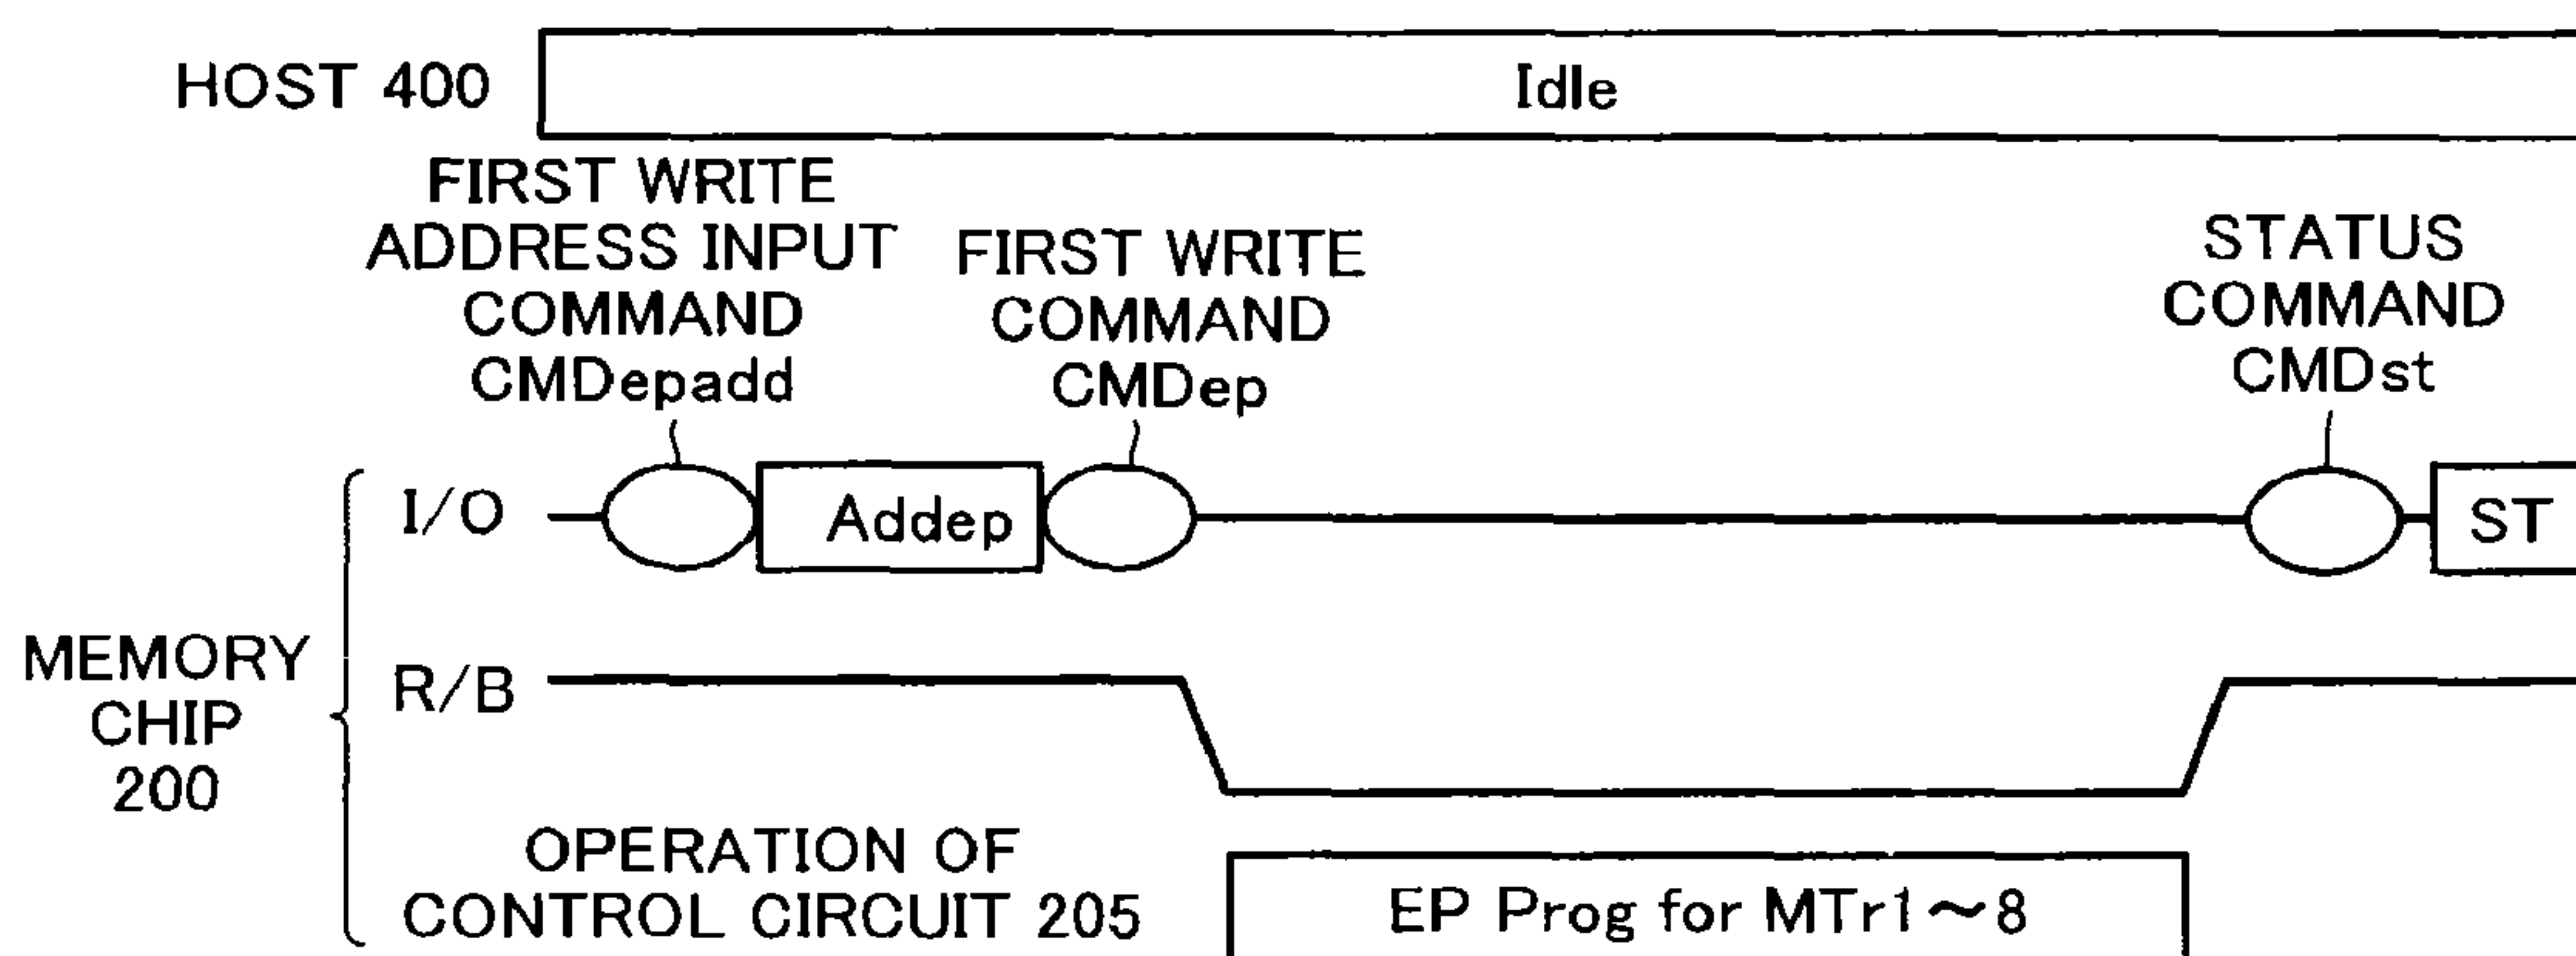 HOST 400
Idle
FIRST WRITE
ADDRESS INPUT
COMMAND
CMDepadd
FIRST WRITE
COMMAND
CMDep
STATUS
COMMAND
CMDst
I/O
Addep
ST
MEMORY
CHIP
200
R/B
OPERATION OF
CONTROL CIRCUIT 205
EP Prog for MTr1～8